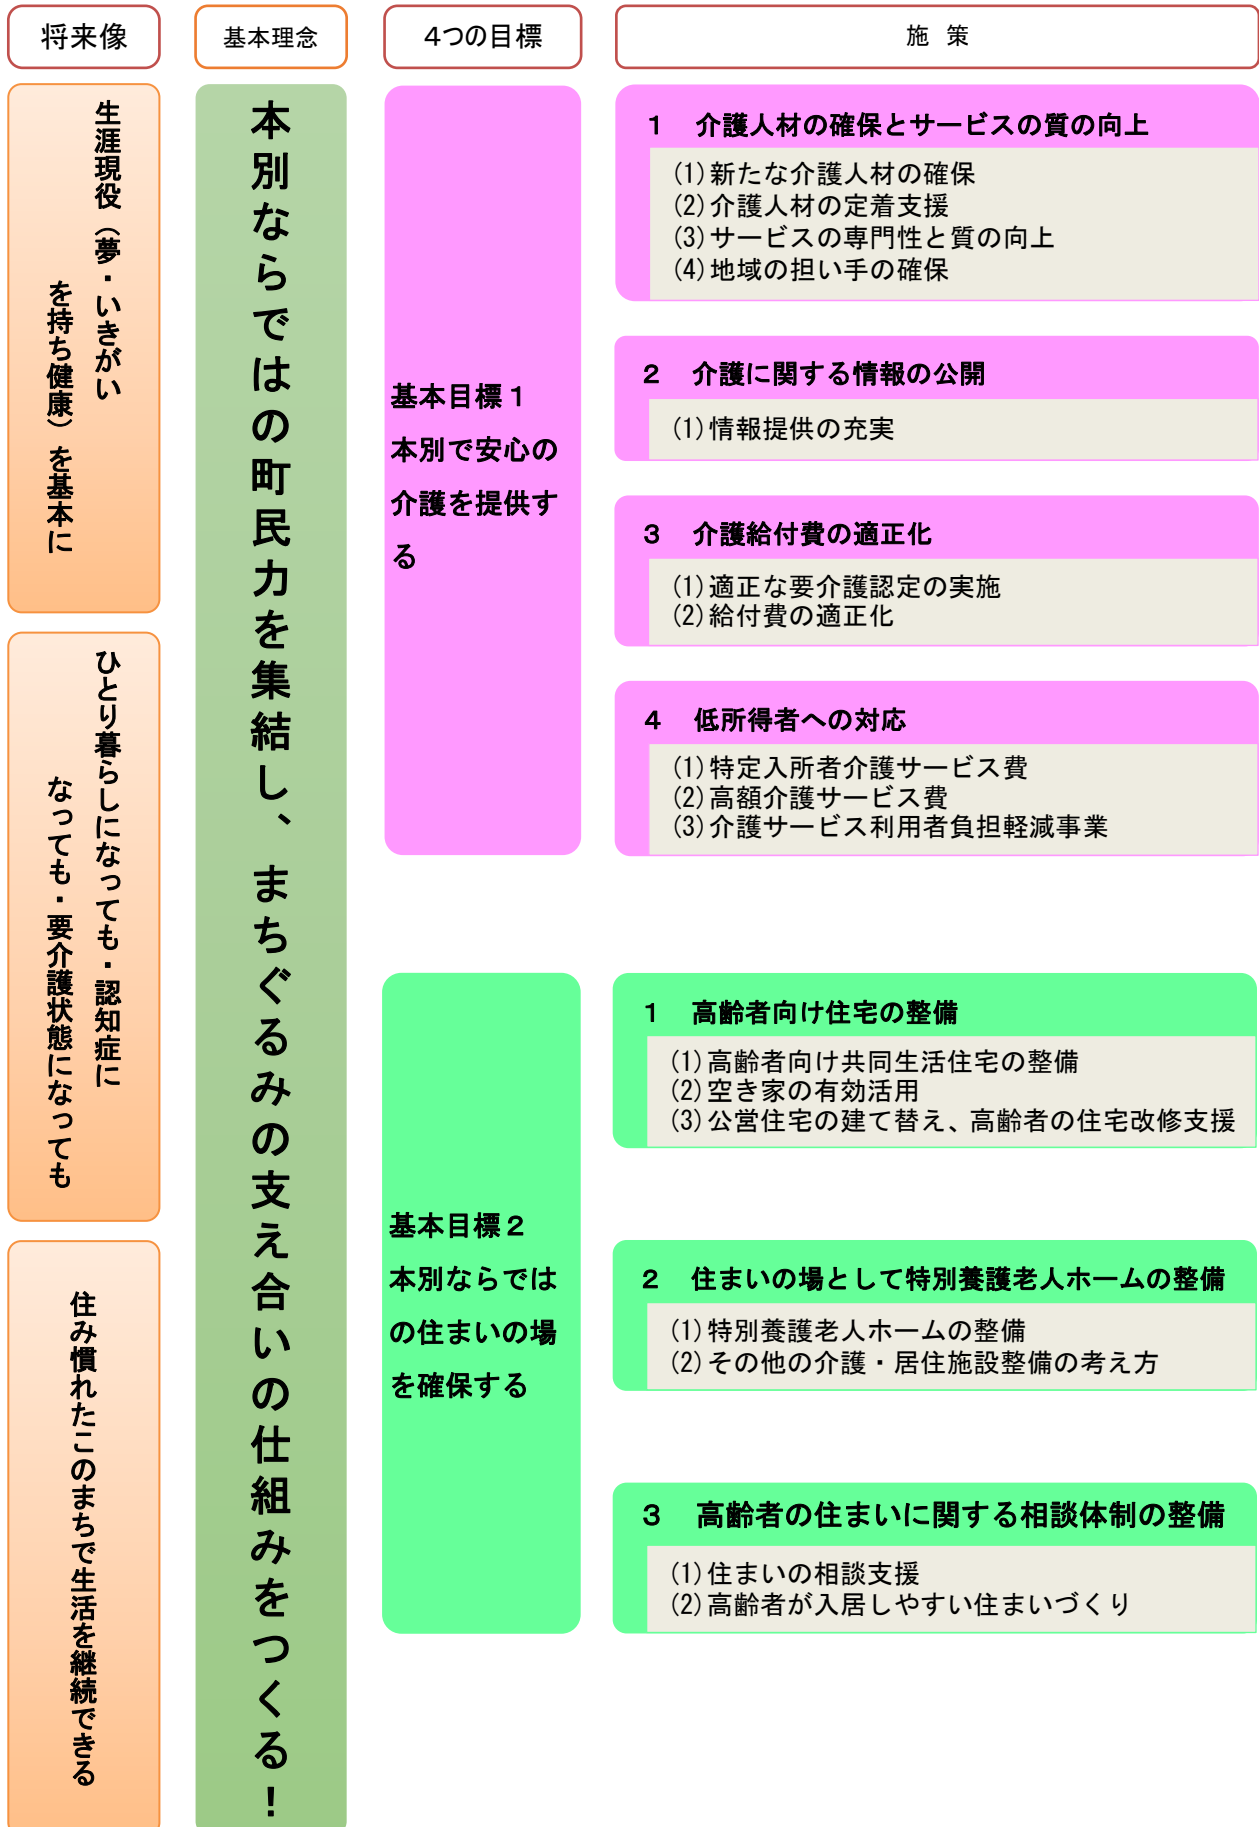 将来像
基本理念
4つの目標
施 策
生涯現役（夢・いきがい
を持ち健康）を基本に
ひとり暮らしになっても・認知症に
なっても・要介護状態になっても
住み慣れたこのまちで生活を継続できる
本別ならではの町民力を集結し、まちぐるみの支え合いの仕組みをつくる！
基本目標１
本別で安心の
介護を提供す
る
１ 介護人材の確保とサービスの質の向上
(1)新たな介護人材の確保
(2)介護人材の定着支援
(3)サービスの専門性と質の向上
(4)地域の担い手の確保
２ 介護に関する情報の公開
(1)情報提供の充実
３ 介護給付費の適正化
(1)適正な要介護認定の実施
(2)給付費の適正化
４ 低所得者への対応
(1)特定入所者介護サービス費
(2)高額介護サービス費
(3)介護サービス利用者負担軽減事業
基本目標２
本別ならでは
の住まいの場
を確保する
１ 高齢者向け住宅の整備
(1)高齢者向け共同生活住宅の整備
(2)空き家の有効活用
(3)公営住宅の建て替え、高齢者の住宅改修支援
２ 住まいの場として特別養護老人ホームの整備
(1)特別養護老人ホームの整備
(2)その他の介護・居住施設整備の考え方
３ 高齢者の住まいに関する相談体制の整備
(1)住まいの相談支援
(2)高齢者が入居しやすい住まいづくり